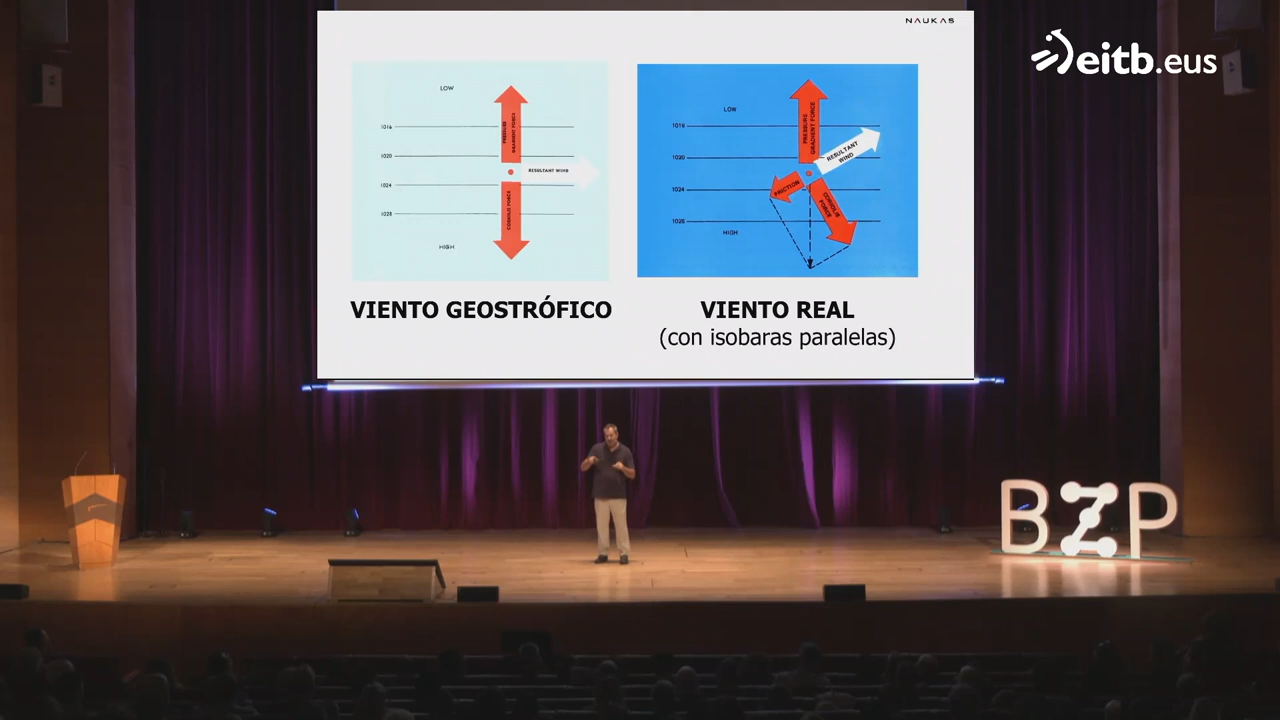 NAUKAS
eitb.eus
LOW
1016
1020
1024
1028
HIGH
PRESSURE
GRADIENT FORCE
RESULTANT WIND
CORIOLIS FORCE
LOW
1016
1020
1024
1028
HIGH
PRESSURE
GRADIENT FORCE
RESULTANT
WIND
FRICTION
CORIOLIS
FORCE
VIENTO GEOSTRÓFICO
VIENTO REAL
(con isobaras paralelas)
BZP